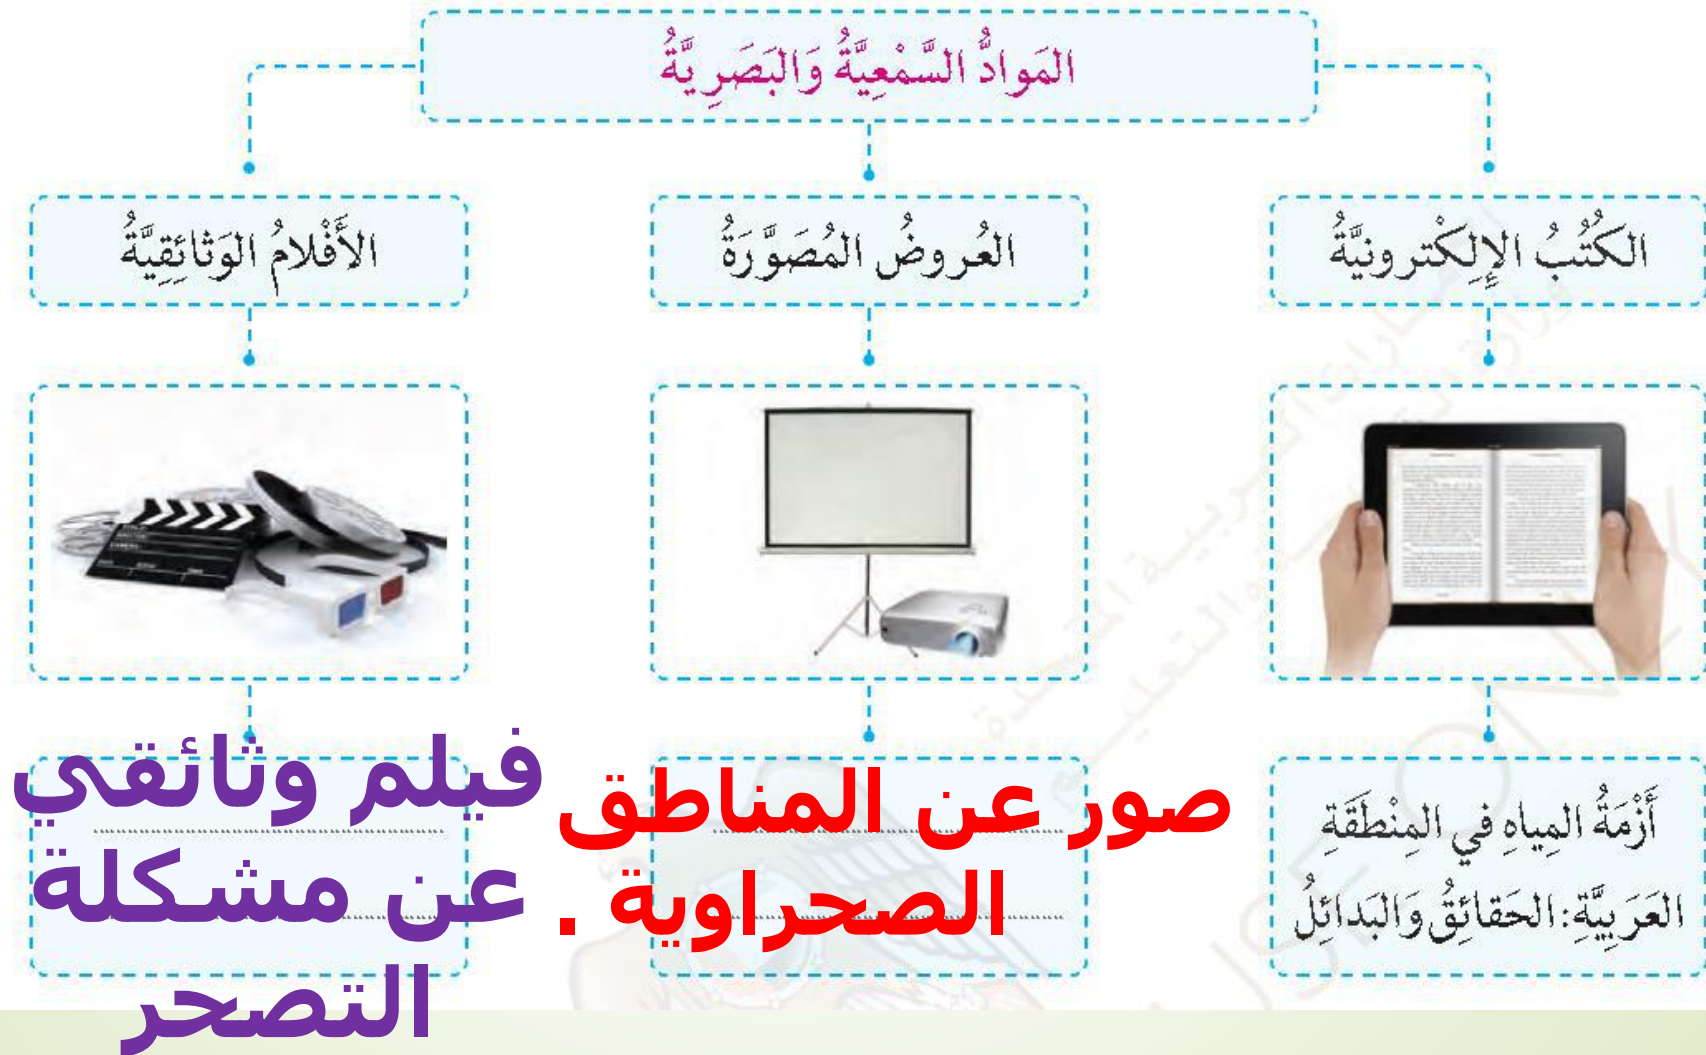 المَوادُّ السَّمْعِيَّةُ وَالبَصَرِيَّةُ
الكُتُبُ الإِلِكْترونِيَّةُ
العُروضُ المُصَوَّرَةُ
الأَفْلامُ الوَثائِقِيَّةُ
أَزْمَةُ المِياهِ في المِنْطَقَةِ
العَرَبِيَّةِ: الحَقائِقُ وَالبَدائِلُ
صور عن المناطق
الصحراوية .
فيلم وثائقي
عن مشكلة
التصحر